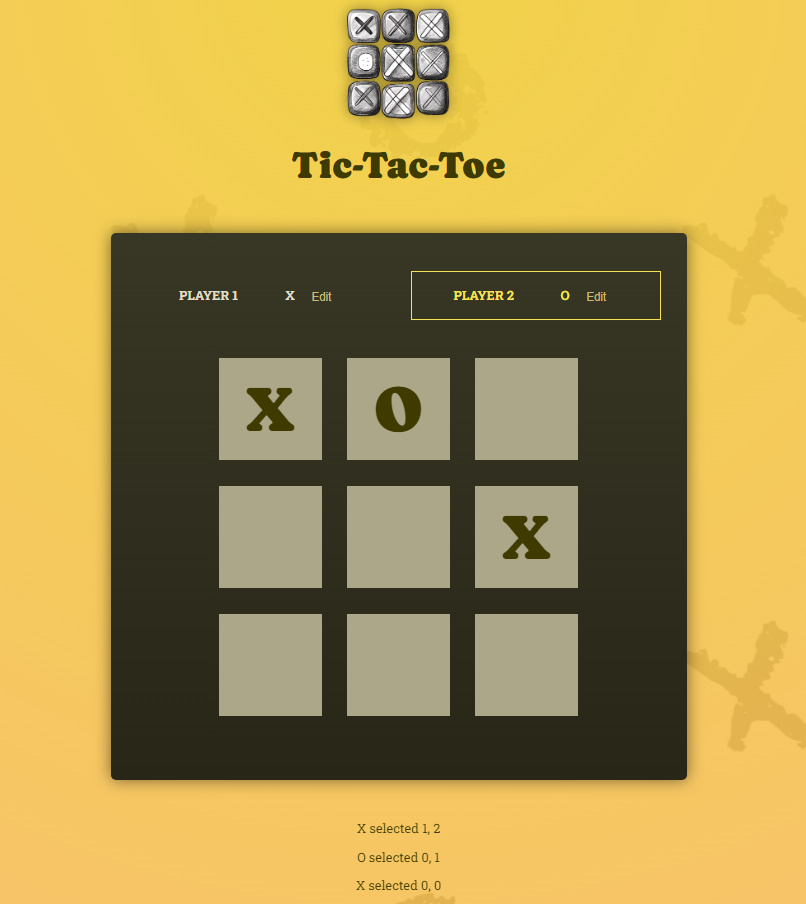 Tic-Tac-Toe
PLAYER 1 X Edit PLAYER 2 O Edit
X O
X
X selected 1, 2
O selected 0, 1
X selected 0, 0